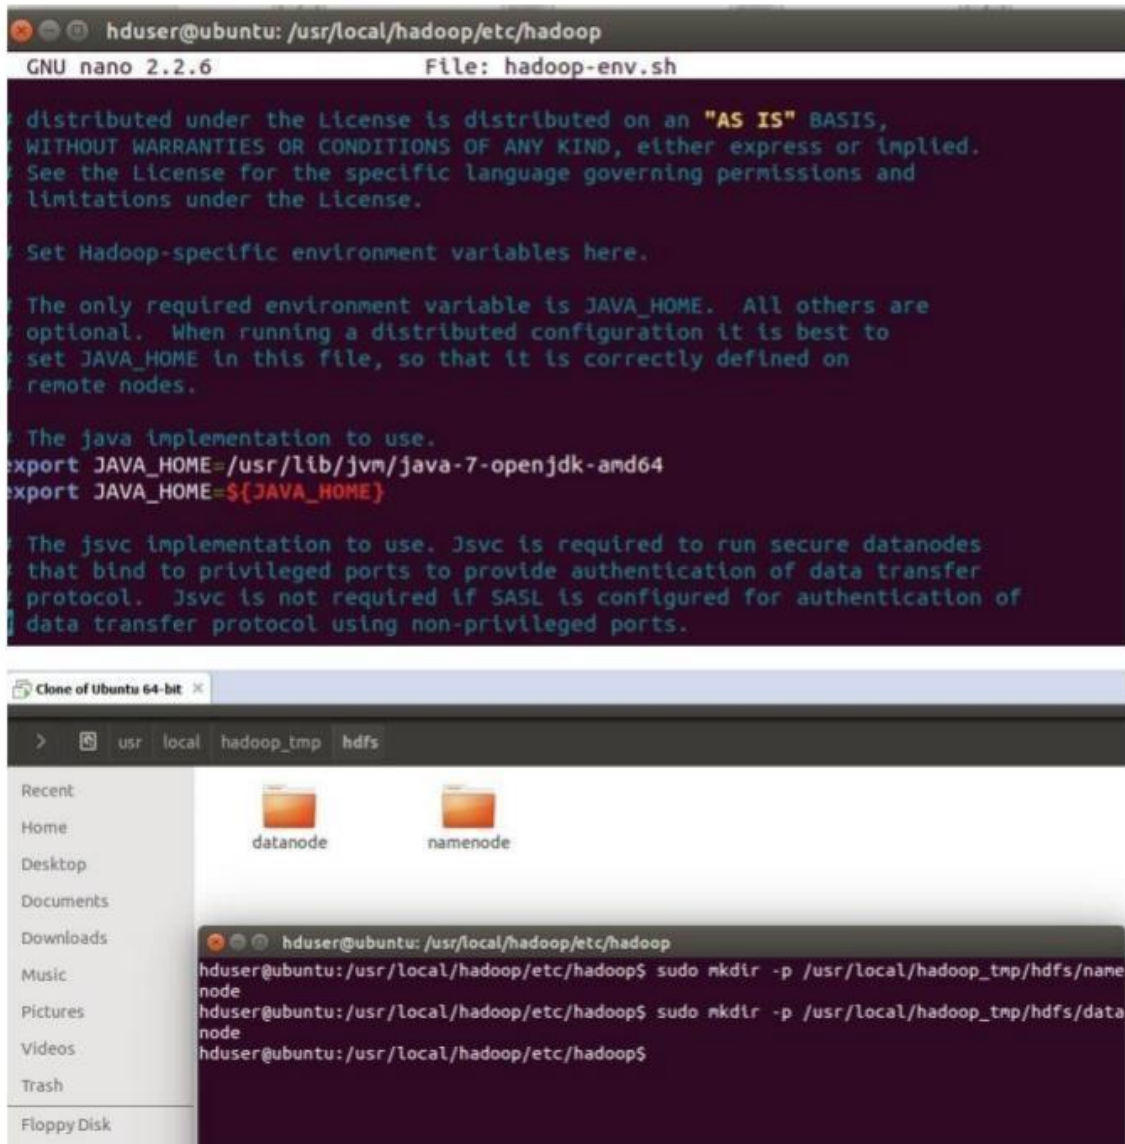 hduser@ubuntu: /usr/local/hadoop/etc/hadoop
GNU nano 2.2.6 File: hadoop-env.sh
# distributed under the License is distributed on an "AS IS" BASIS,
# WITHOUT WARRANTIES OR CONDITIONS OF ANY KIND, either express or implied.
# See the License for the specific language governing permissions and
# limitations under the License.
# Set Hadoop-specific environment variables here.
# The only required environment variable is JAVA_HOME. All others are
# optional. When running a distributed configuration it is best to
# set JAVA_HOME in this file, so that it is correctly defined on
# remote nodes.
# The java implementation to use.
export JAVA_HOME=/usr/lib/jvm/java-7-openjdk-amd64
export JAVA_HOME=${JAVA_HOME}
# The jsvc implementation to use. Jsvc is required to run secure datanodes
# that bind to privileged ports to provide authentication of data transfer
# protocol. Jsvc is not required if SASL is configured for authentication of
# data transfer protocol using non-privileged ports.
Clone of Ubuntu 64-bit
usr local hadoop_tmp hdfs
Recent
Home
Desktop
Documents
Downloads
Music
Pictures
Videos
Trash
Floppy Disk
datanode namenode
hduser@ubuntu: /usr/local/hadoop/etc/hadoop
hduser@ubuntu:/usr/local/hadoop/etc/hadoop$ sudo mkdir -p /usr/local/hadoop_tmp/hdfs/name
node
hduser@ubuntu:/usr/local/hadoop/etc/hadoop$ sudo mkdir -p /usr/local/hadoop_tmp/hdfs/data
node
hduser@ubuntu:/usr/local/hadoop/etc/hadoop$